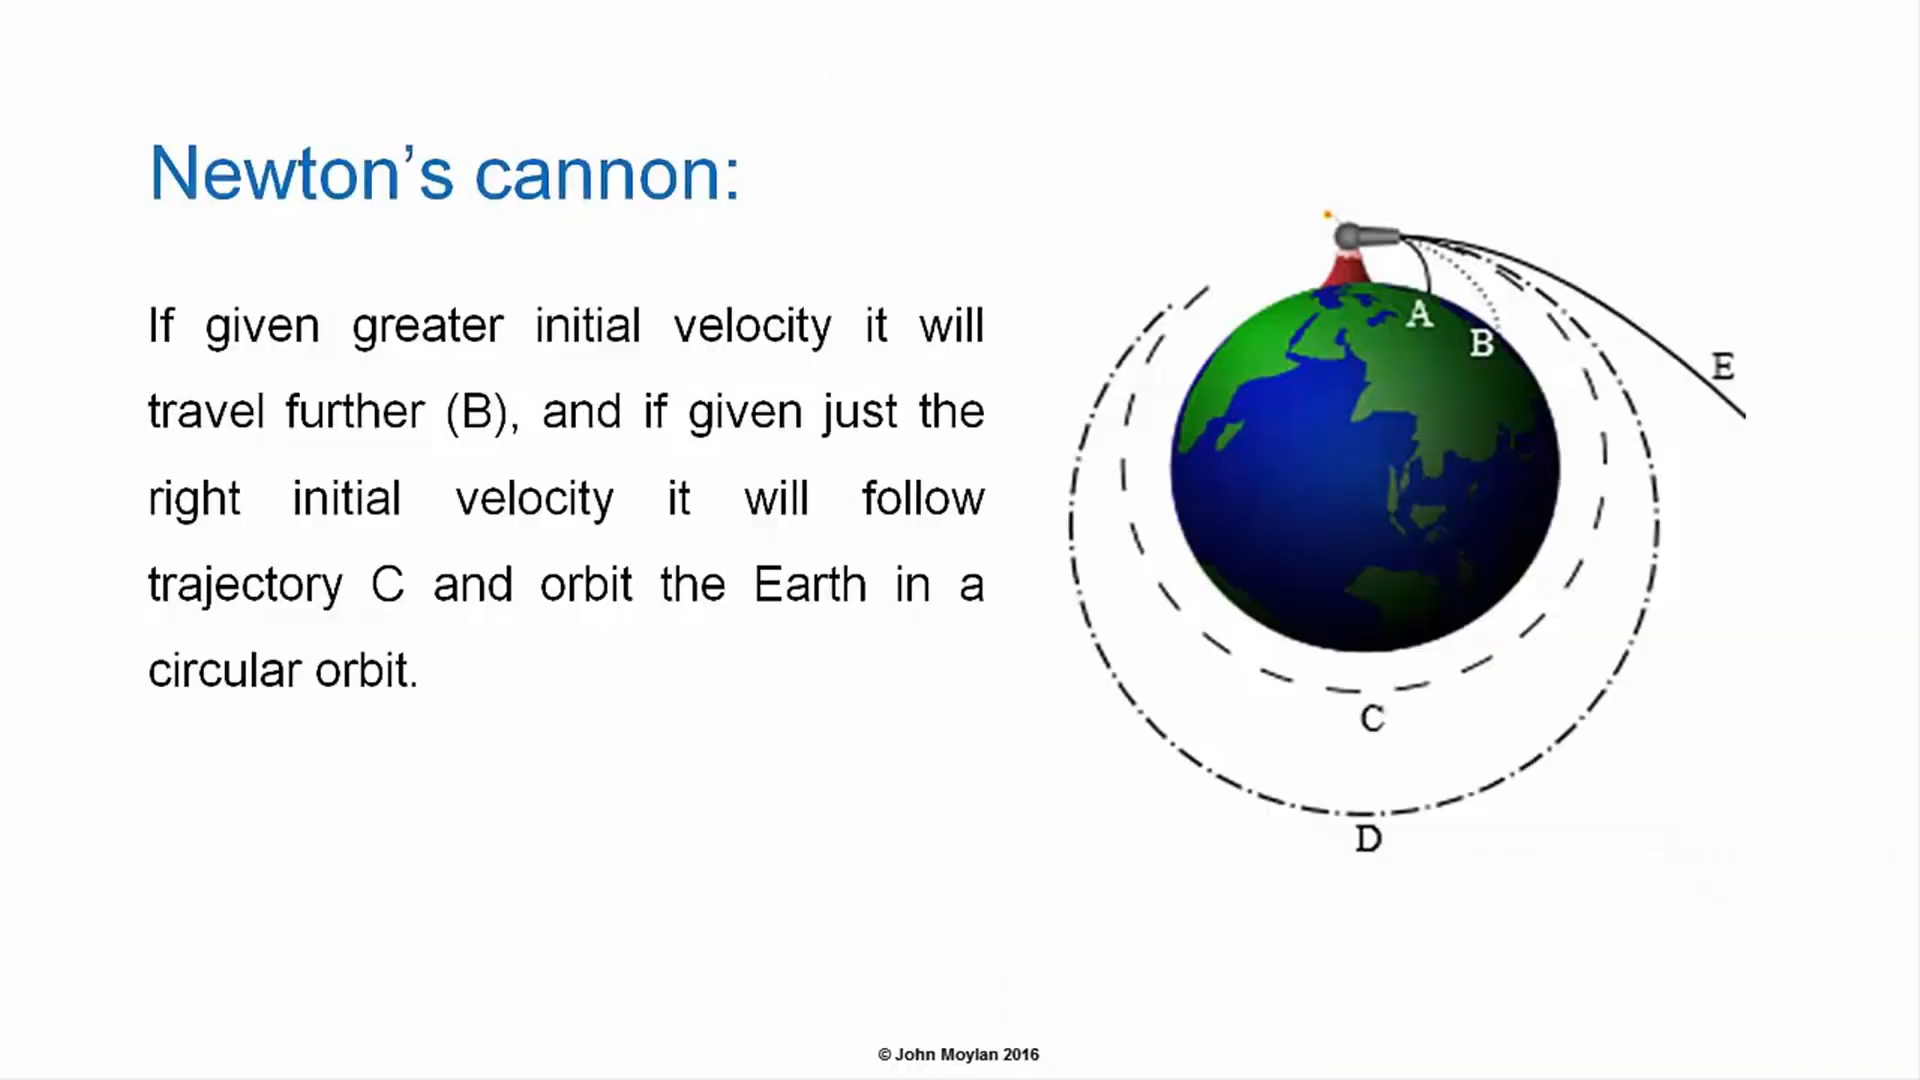 Newton's cannon:
If given greater initial velocity it will
travel further (B), and if given just the
right initial velocity it will follow
trajectory C and orbit the Earth in a
circular orbit.
A
B
E
C
D
© John Moylan 2016